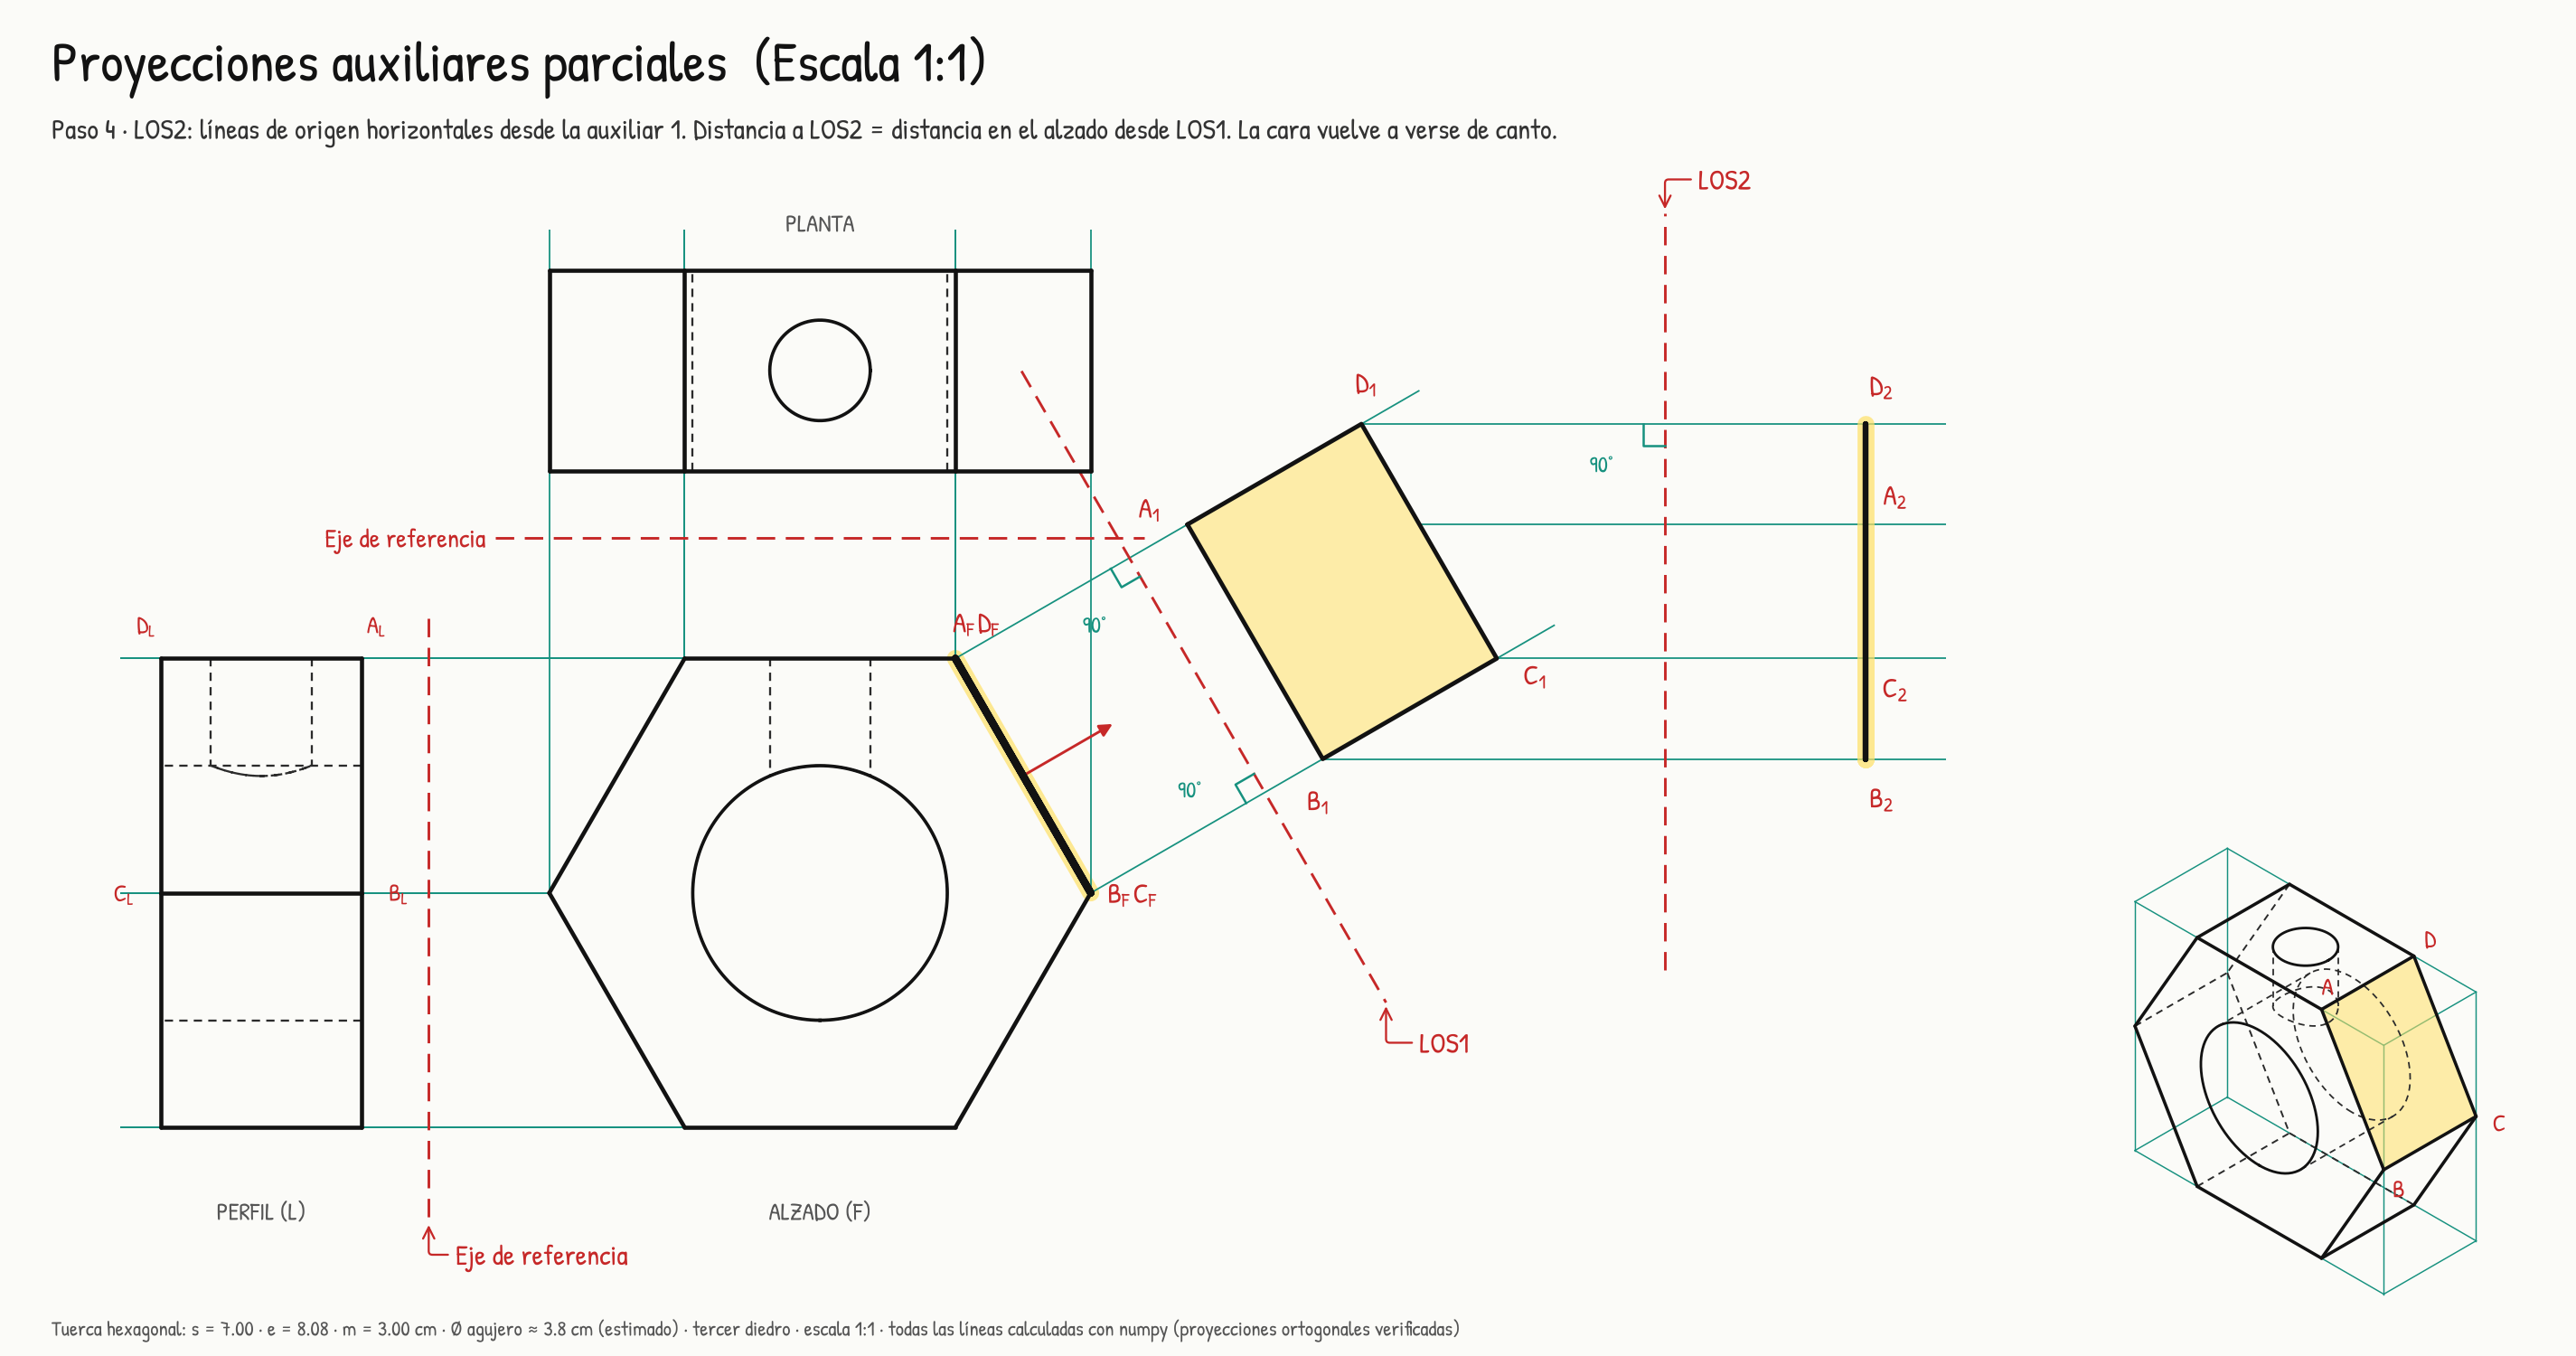 Proyecciones auxiliares parciales (Escala 1:1)
Paso 4 · LOS2: líneas de origen horizontales desde la auxiliar 1. Distancia a LOS2 = distancia en el alzado desde LOS1. La cara vuelve a verse de canto.
LOS2
PLANTA
D1
D2
90°
A2
A1
Eje de referencia
DL
AL
AF DF
90°
C1
C2
90°
B1
B2
CL
BL
BF CF
D
A
LOS1
C
B
PERFIL (L)
ALZADO (F)
Eje de referencia
Tuerca hexagonal: s = 7.00 · e = 8.08 · m = 3.00 cm · Ø agujero ≈ 3.8 cm (estimado) · tercer diedro · escala 1:1 · todas las líneas calculadas con numpy (proyecciones ortogonales verificadas)